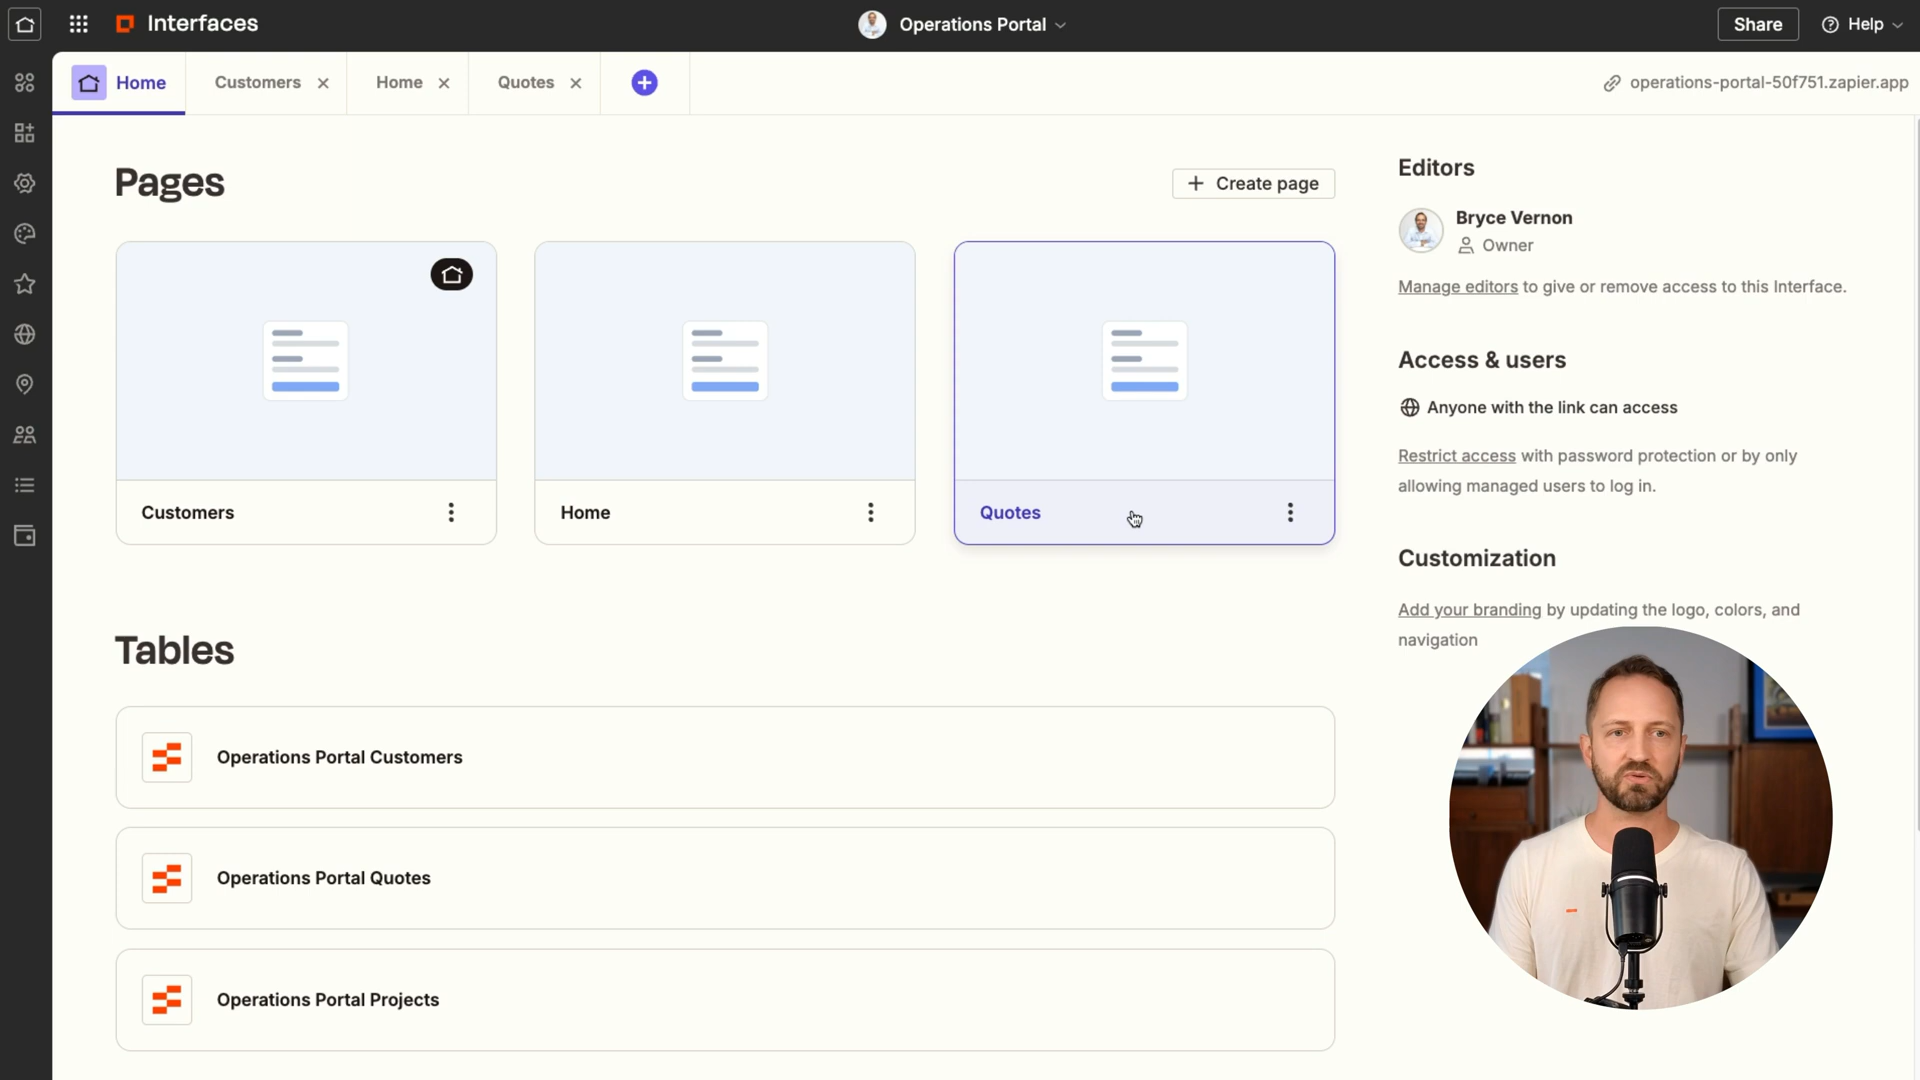 Interfaces
Operations Portal
Share
Help
Home
Customers
Home
Quotes
operations-portal-50f751.zapier.app
Pages
Create page
Customers
Home
Quotes
Tables
Operations Portal Customers
Operations Portal Quotes
Operations Portal Projects
Editors
Bryce Vernon
Owner
Manage editors to give or remove access to this Interface.
Access & users
Anyone with the link can access
Restrict access with password protection or by only
allowing managed users to log in.
Customization
Add your branding by updating the logo, colors, and
navigation